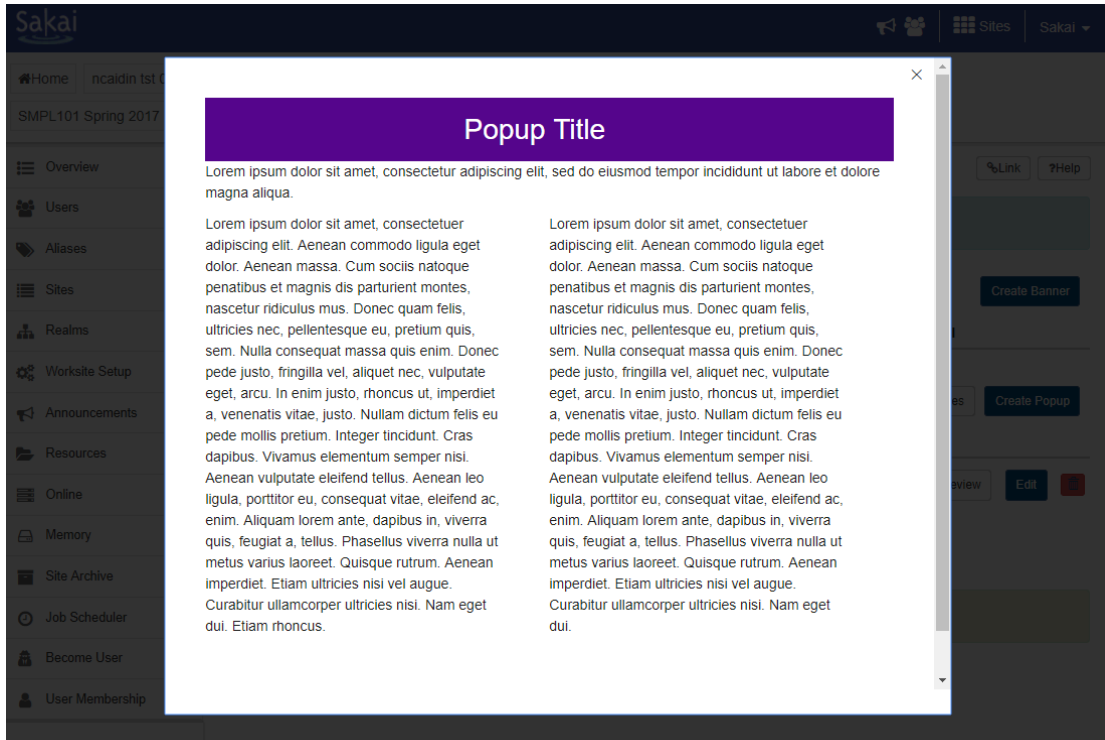 Sakai
Sites
Sakai
Home
ncaidin tst
SMPL101 Spring 2017
Overview
Users
Aliases
Sites
Realms
Worksite Setup
Announcements
Resources
Online
Memory
Site Archive
Job Scheduler
Become User
User Membership
Popup Title
Lorem ipsum dolor sit amet, consectetur adipiscing elit, sed do eiusmod tempor incididunt ut labore et dolore
magna aliqua.
Lorem ipsum dolor sit amet, consectetuer
adipiscing elit. Aenean commodo ligula eget
dolor. Aenean massa. Cum sociis natoque
penatibus et magnis dis parturient montes,
nascetur ridiculus mus. Donec quam felis,
ultricies nec, pellentesque eu, pretium quis,
sem. Nulla consequat massa quis enim. Donec
pede justo, fringilla vel, aliquet nec, vulputate
eget, arcu. In enim justo, rhoncus ut, imperdiet
a, venenatis vitae, justo. Nullam dictum felis eu
pede mollis pretium. Integer tincidunt. Cras
dapibus. Vivamus elementum semper nisi.
Aenean vulputate eleifend tellus. Aenean leo
ligula, porttitor eu, consequat vitae, eleifend ac,
enim. Aliquam lorem ante, dapibus in, viverra
quis, feugiat a, tellus. Phasellus viverra nulla ut
metus varius laoreet. Quisque rutrum. Aenean
imperdiet. Etiam ultricies nisi vel augue.
Curabitur ullamcorper ultricies nisi. Nam eget
dui. Etiam rhoncus.
Lorem ipsum dolor sit amet, consectetuer
adipiscing elit. Aenean commodo ligula eget
dolor. Aenean massa. Cum sociis natoque
penatibus et magnis dis parturient montes,
nascetur ridiculus mus. Donec quam felis,
ultricies nec, pellentesque eu, pretium quis,
sem. Nulla consequat massa quis enim. Donec
pede justo, fringilla vel, aliquet nec, vulputate
eget, arcu. In enim justo, rhoncus ut, imperdiet
a, venenatis vitae, justo. Nullam dictum felis eu
pede mollis pretium. Integer tincidunt. Cras
dapibus. Vivamus elementum semper nisi.
Aenean vulputate eleifend tellus. Aenean leo
ligula, porttitor eu, consequat vitae, eleifend ac,
enim. Aliquam lorem ante, dapibus in, viverra
quis, feugiat a, tellus. Phasellus viverra nulla ut
metus varius laoreet. Quisque rutrum. Aenean
imperdiet. Etiam ultricies nisi vel augue.
Curabitur ullamcorper ultricies nisi. Nam eget
dui.
Link
?Help
Create Banner
es
Create Popup
eview
Edit